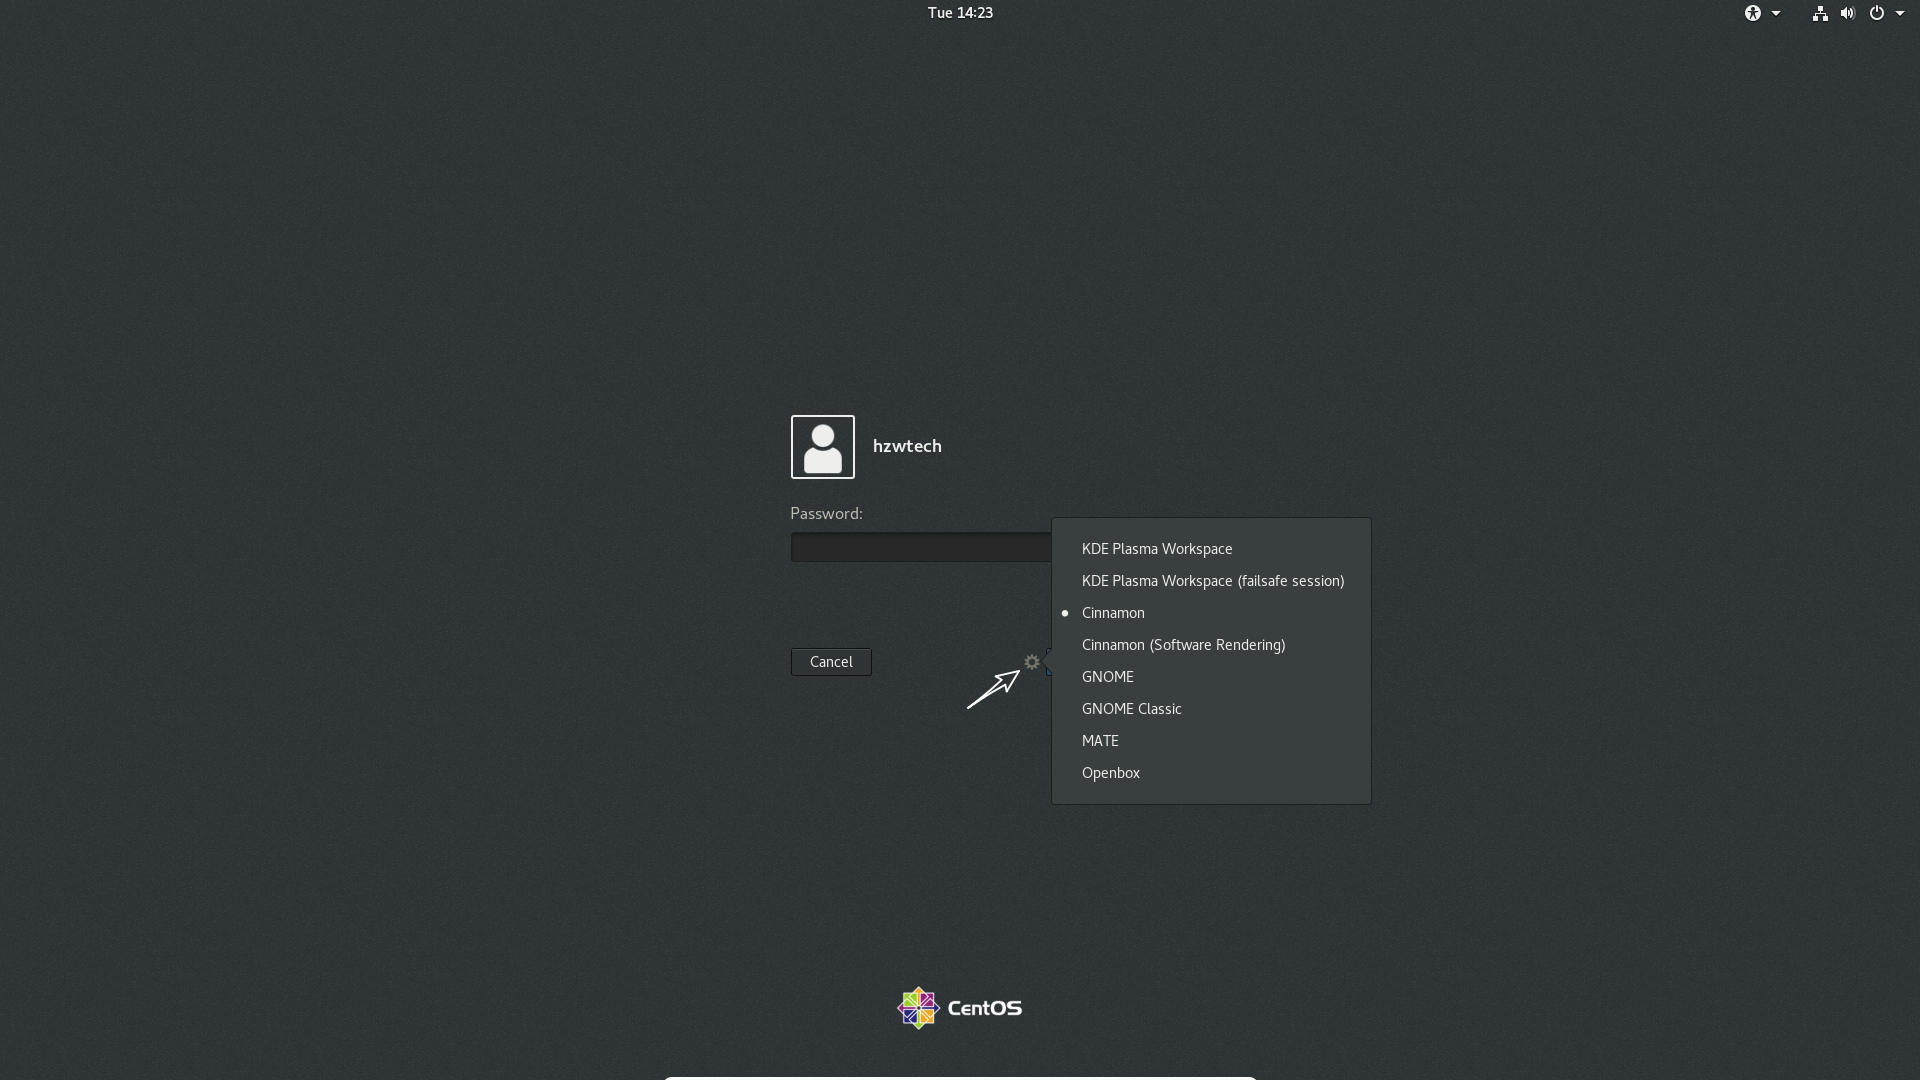 Tue 14:23
hzwtech
Password:
KDE Plasma Workspace
KDE Plasma Workspace (failsafe session)
Cinnamon
Cinnamon (Software Rendering)
Cancel
GNOME
GNOME Classic
MATE
Openbox
CentOS